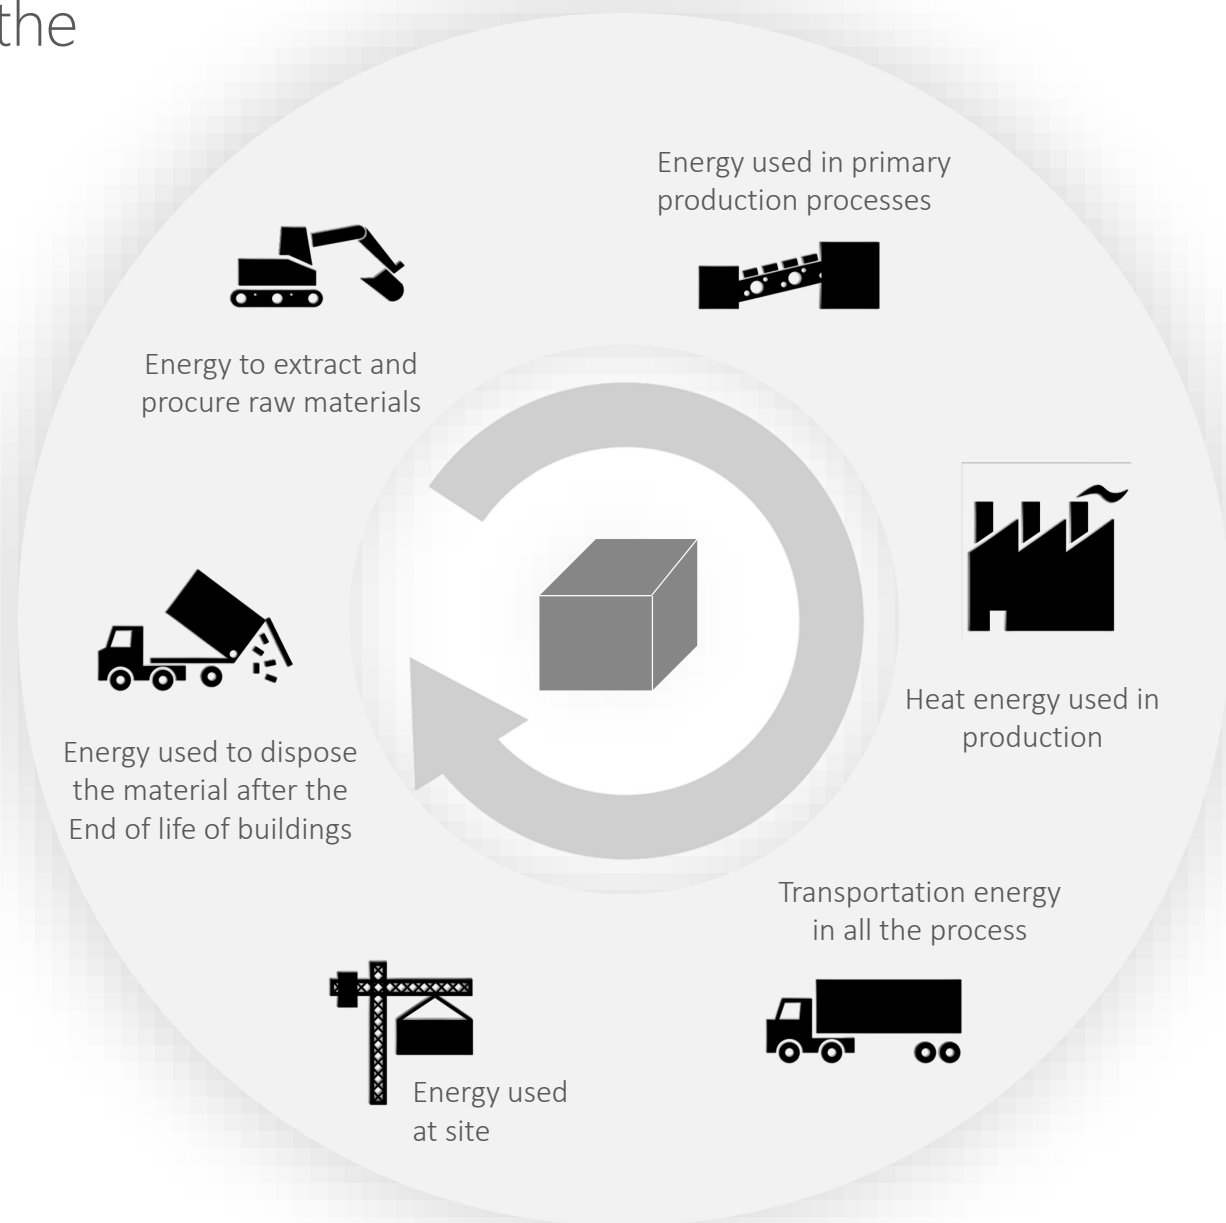 the
Energy used in primary
production processes
Energy to extract and
procure raw materials
Heat energy used in
production
Energy used to dispose
the material after the
End of life of buildings
Transportation energy
in all the process
Energy used
at site